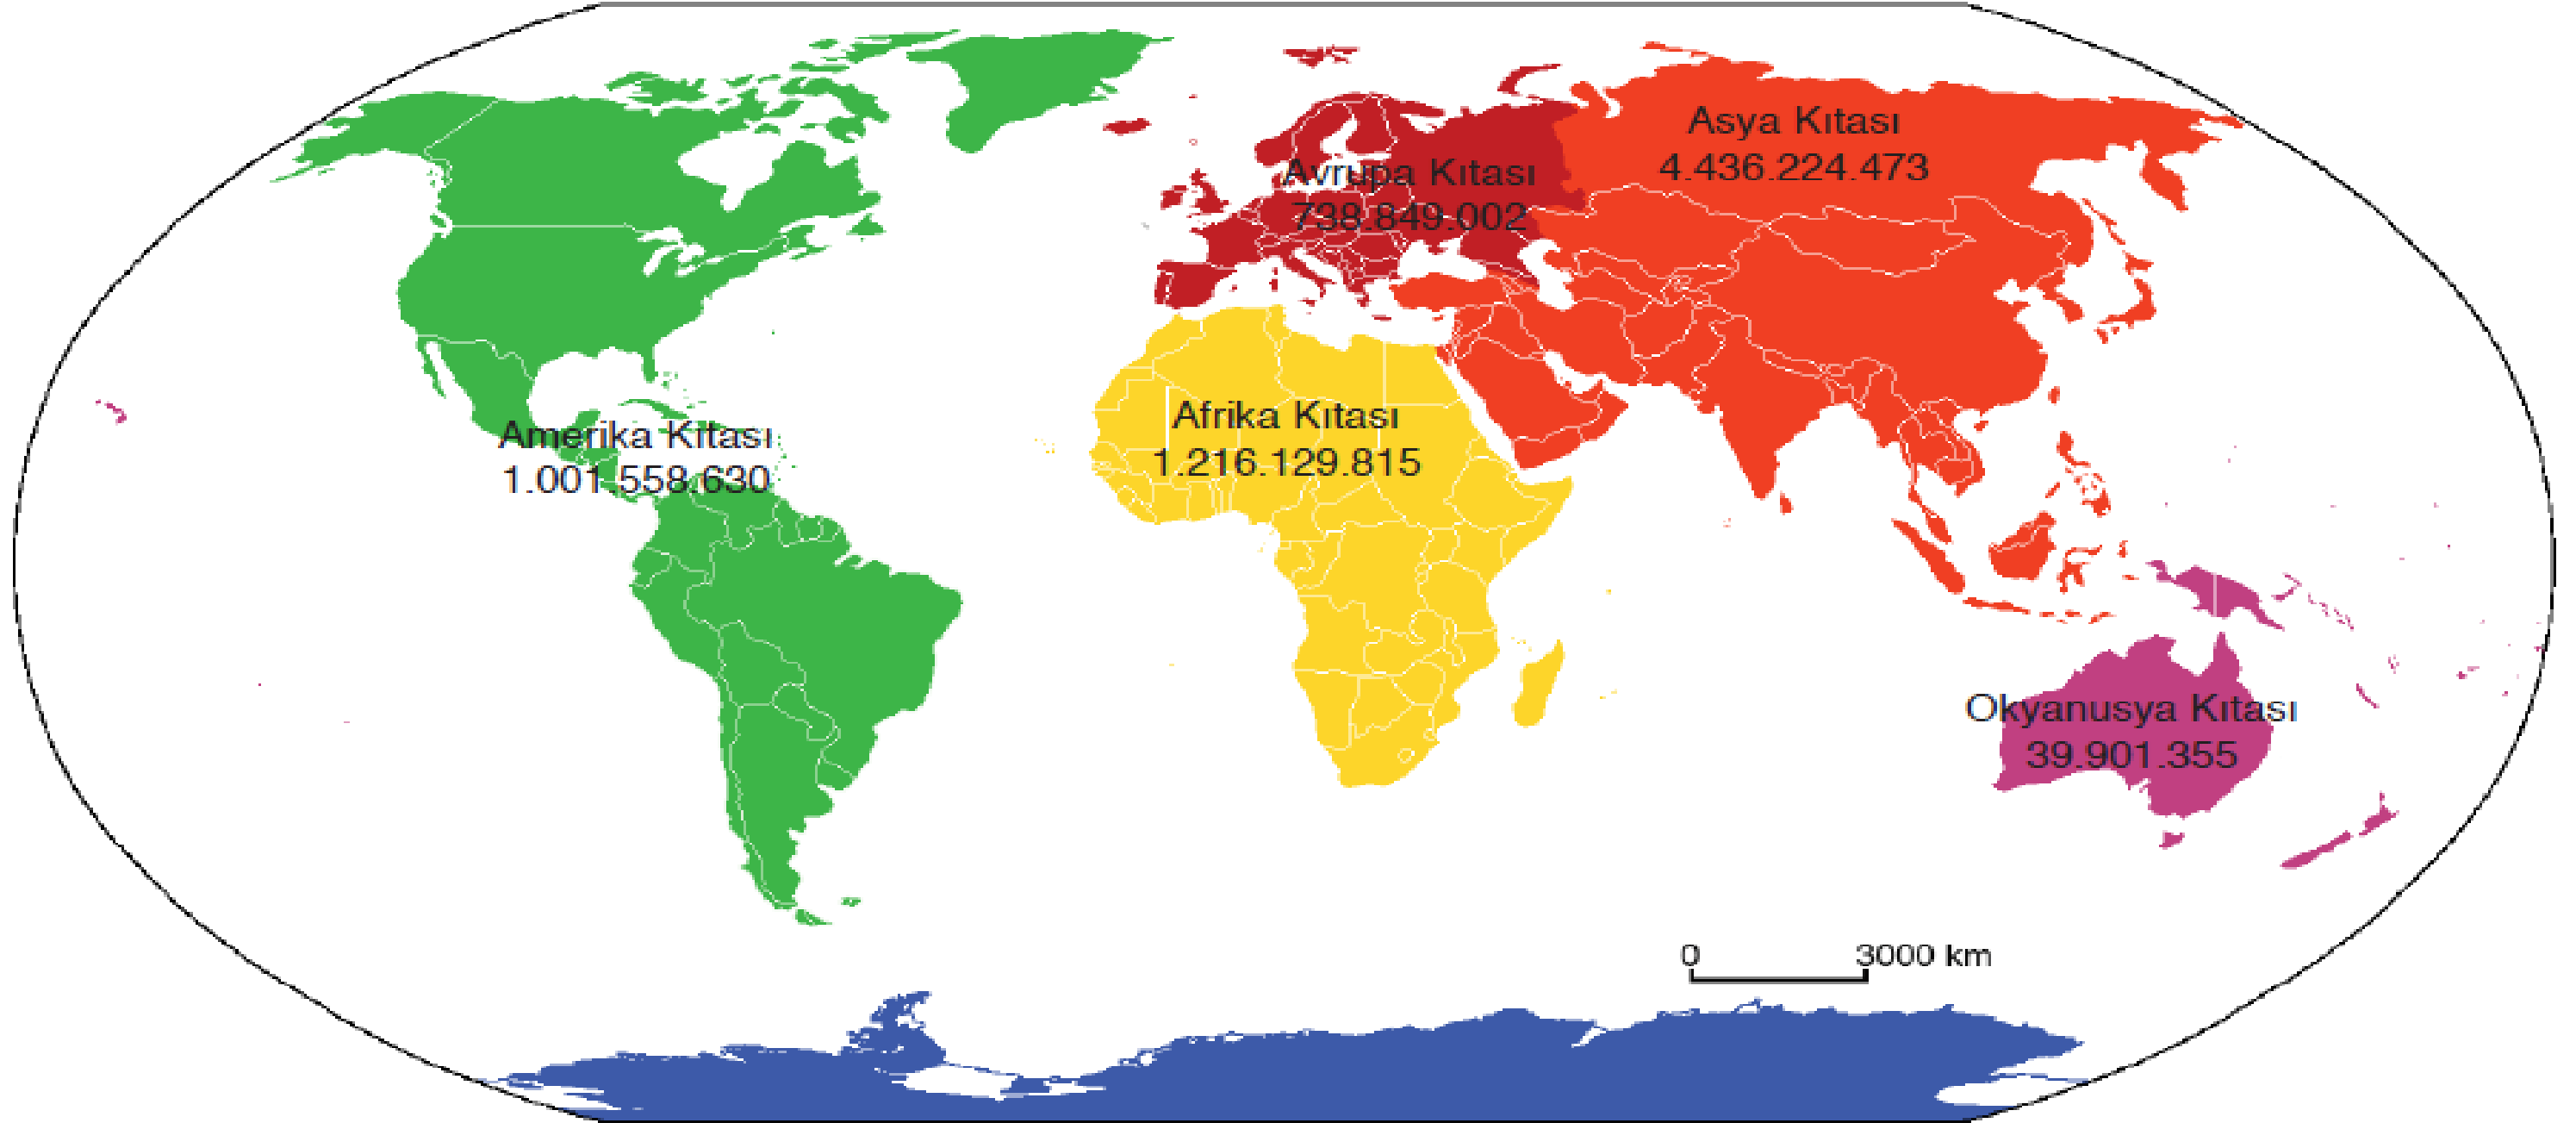 Asya Kıtası
4.436.224.473
Avrupa Kıtası
738.849.002
Amerika Kıtası
1.001.558.630
Afrika Kıtası
1.216.129.815
Okyanusya Kıtası
39.901.355
0 3000 km